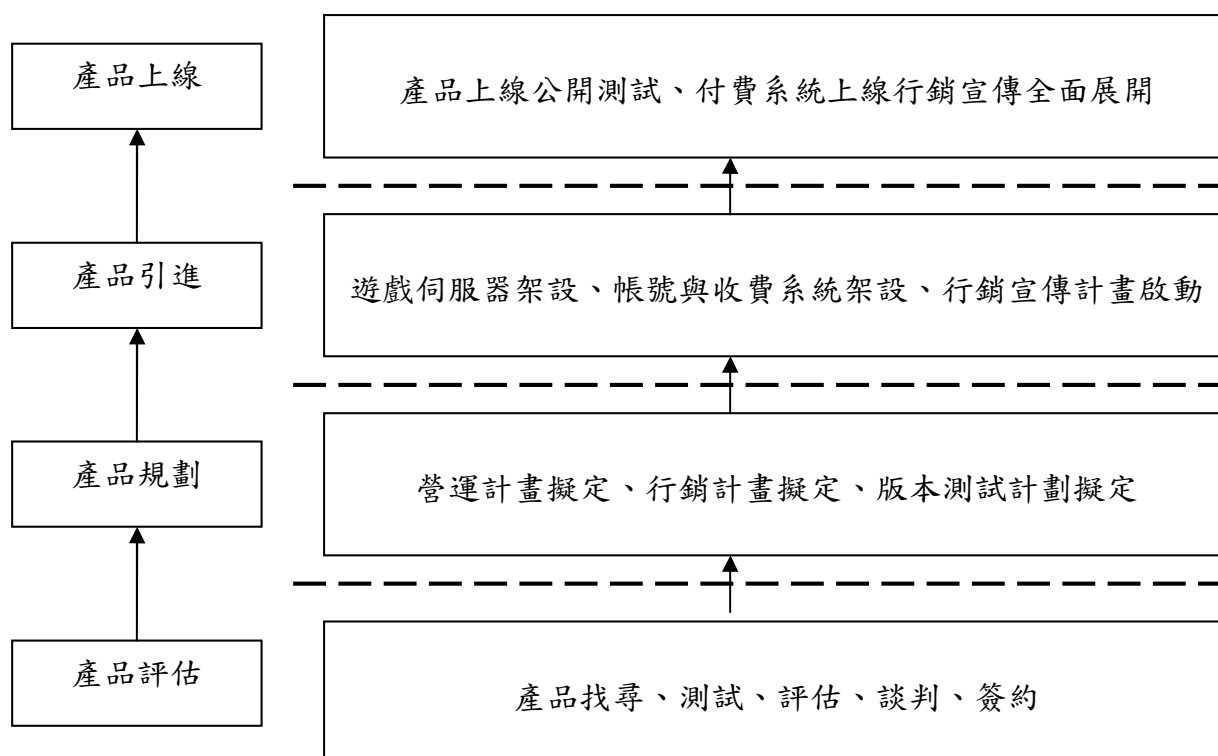 產品上線
產品上線公開測試、付費系統上線行銷宣傳全面展開
產品引進
遊戲伺服器架設、帳號與收費系統架設、行銷宣傳計畫啟動
產品規劃
營運計畫擬定、行銷計畫擬定、版本測試計劃擬定
產品評估
產品找尋、測試、評估、談判、簽約